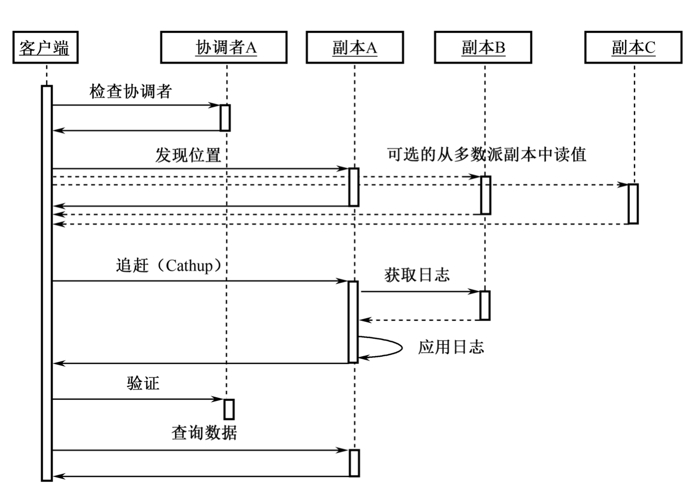 客户端
协调者A
副本A
副本B
副本C
检查协调者
发现位置
可选的从多数派副本中读值
追赶（Cathup）
获取日志
应用日志
验证
查询数据